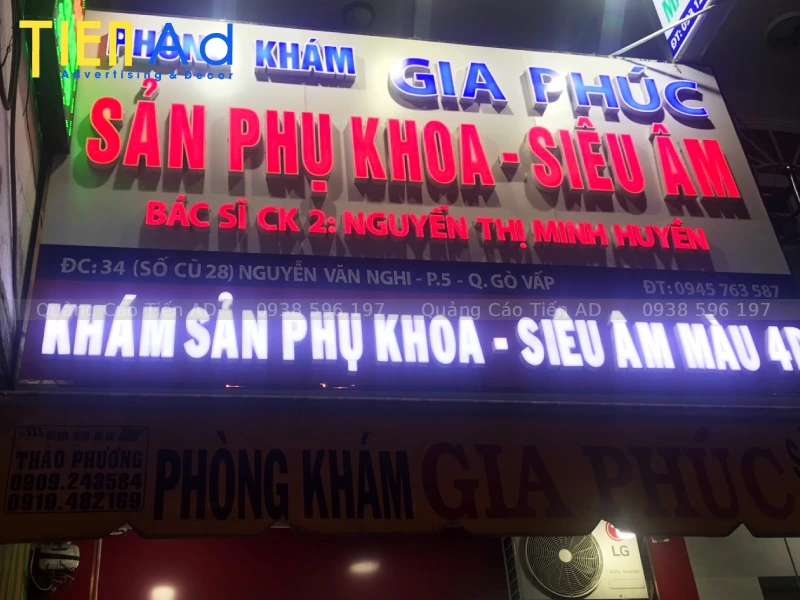 TIEN Ad
Advertising & Decor
PHÒNG KHÁM GIA PHÚC
SẢN PHỤ KHOA - SIÊU ÂM
BÁC SĨ CK 2: NGUYỄN THỊ MINH HUYỀN
ĐC: 34 (SỐ CŨ 28) NGUYỄN VĂN NGHI - P.5 - Q. GÒ VẤP
ĐT: 0945 763 587
Quảng Cáo Tiến AD 0938 596 197 Quảng Cáo Tiến AD 0938 596 197
KHÁM SẢN PHỤ KHOA - SIÊU ÂM MÀU 4D
THẢO PHƯƠNG
0909.243584
0919.482169
PHÒNG KHÁM GIA PHÚC
LG